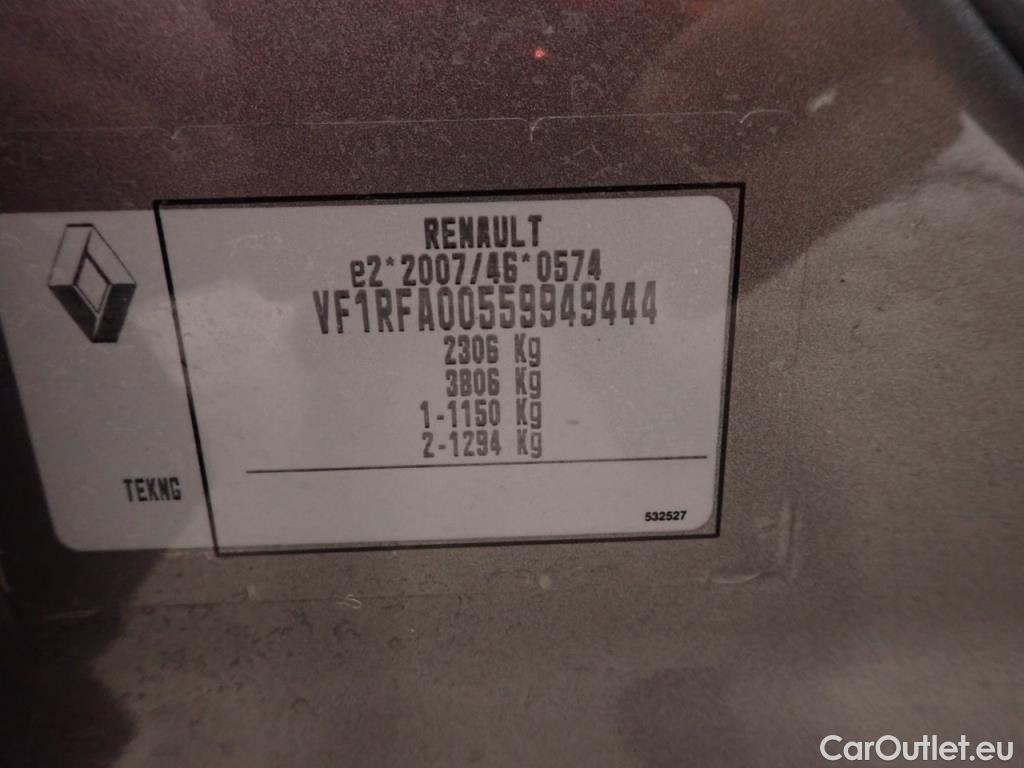 RENAULT
e2*2007/46*0574
VF1RFA00559949444
2306 Kg
3806 Kg
1-1150 Kg
2-1294 Kg
TEKNG
532527
CarOutlet.eu